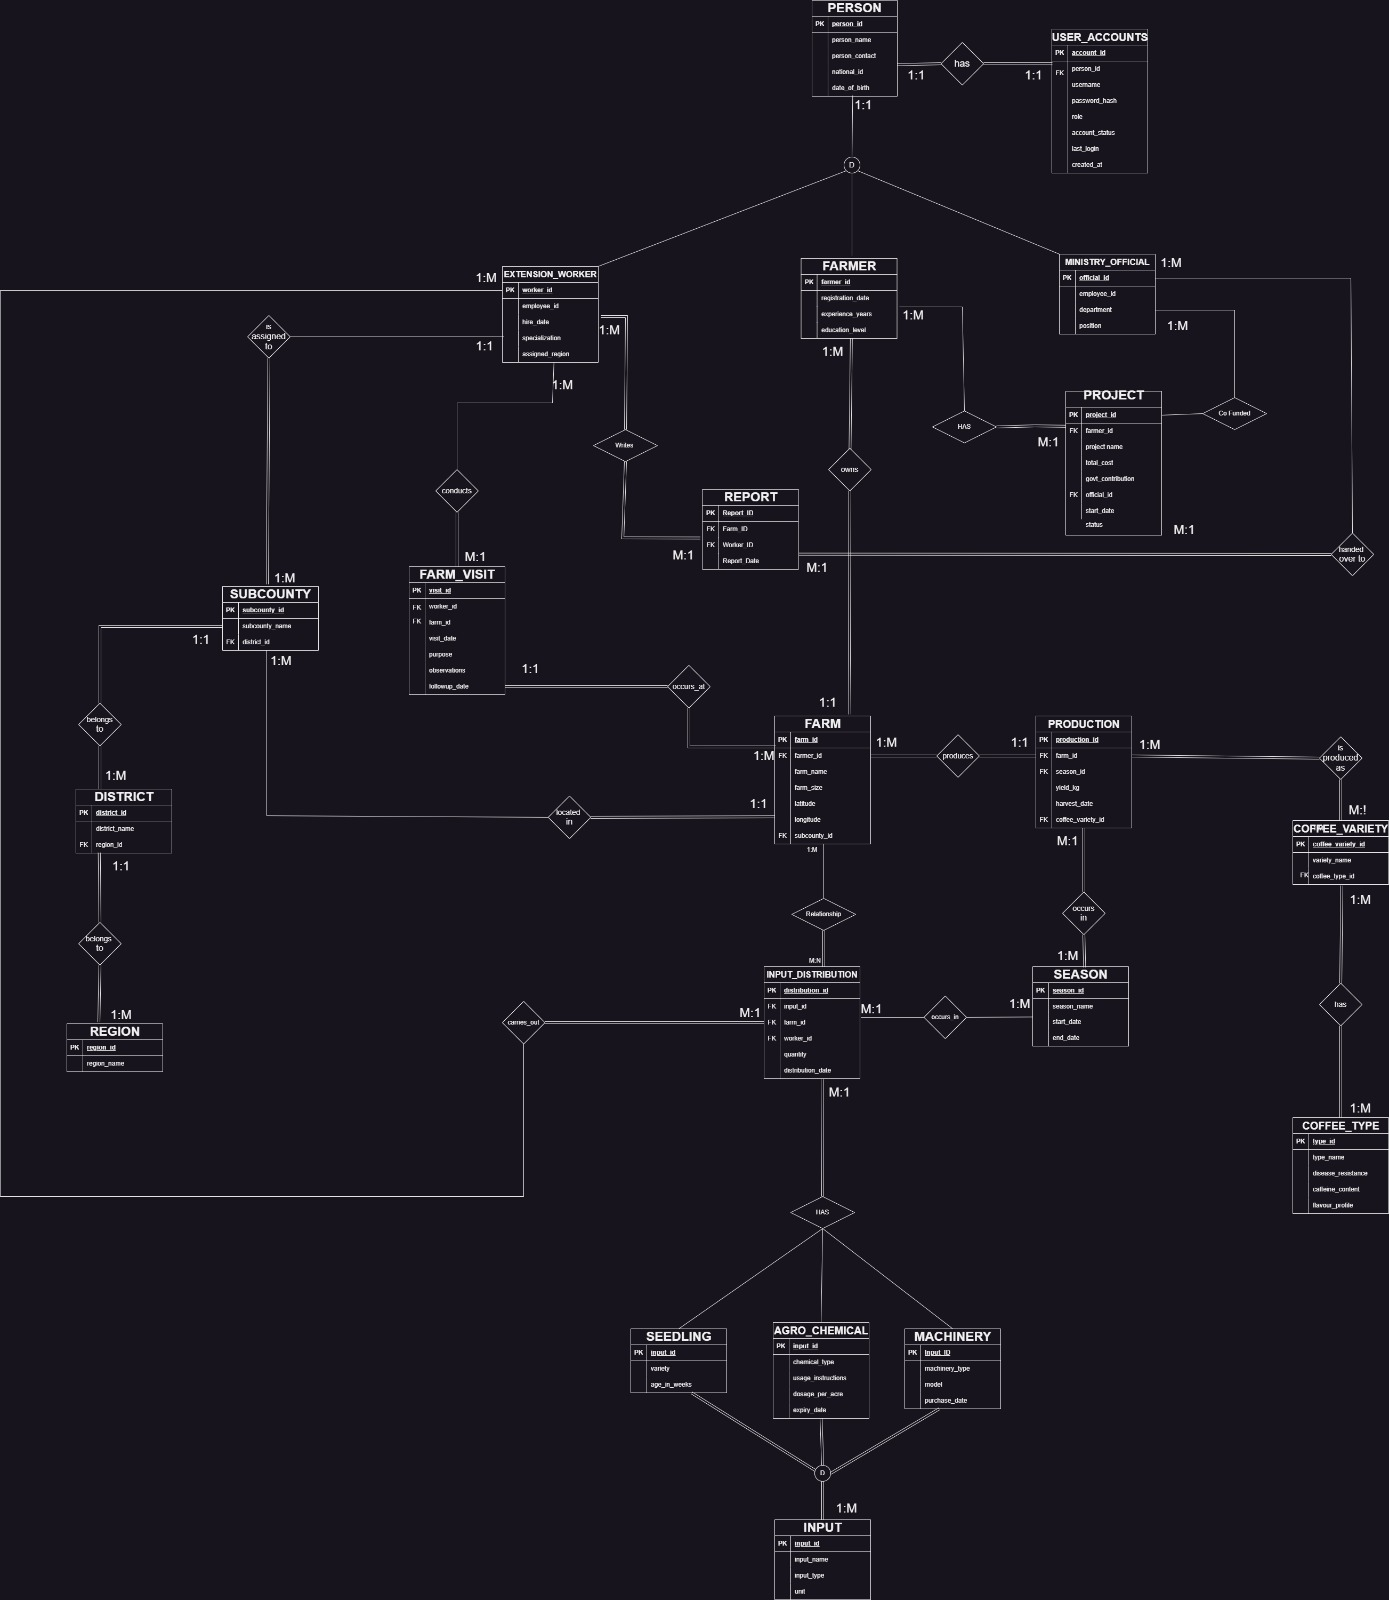 PERSON
PK person_id
person_name
person_contact
national_id
date_of_birth
1:1
has
1:1
USER_ACCOUNTS
PK account_id
FK person_id
username
password_hash
role
account_status
last_login
created_at
1:1
D
1:M
EXTENSION_WORKER
PK worker_id
employee_id
hire_date
specialization
assigned_region
1:M
1:1
1:M
is
assigned
to
FARMER
PK farmer_id
registration_date
experience_years
education_level
1:M
1:M
MINISTRY_OFFICIAL
PK official_id
employee_id
department
position
1:M
1:M
PROJECT
PK project_id
FK farmer_id
project name
total_cost
govt_contribution
FK official_id
start_date
status
Co Funded
HAS
M:1
M:1
Writes
owns
conducts
REPORT
PK Report_ID
FK Farm_ID
FK Worker_ID
Report_Date
M:1
M:1
handed
over to
M:1
FARM_VISIT
PK visit_id
FK worker_id
FK farm_id
visit_date
purpose
observations
followup_date
1:1
occurs_at
1:M
SUBCOUNTY
PK subcounty_id
subcounty_name
FK district_id
1:1
1:M
belongs
to
1:M
1:1
FARM
PK farm_id
FK farmer_id
farm_name
farm_size
latitude
longitude
FK subcounty_id
1:M
1:1
1:M
1:M
produces
1:1
PRODUCTION
PK production_id
FK farm_id
FK season_id
yield_kg
harvest_date
FK coffee_variety_id
1:M
M:1
is
produced
as
M:!
COFFEE_VARIETY
PK coffee_variety_id
variety_name
FK coffee_type_id
1:M
DISTRICT
PK district_id
district_name
FK region_id
1:1
located
in
belongs
to
Relationship
occurs
in
M:N
1:M
INPUT_DISTRIBUTION
PK distribution_id
FK input_id
FK farm_id
FK worker_id
quantity
distribution_date
M:1
M:1
M:1
occurs_in
1:M
SEASON
PK season_id
season_name
start_date
end_date
has
1:M
REGION
PK region_id
region_name
carries_out
1:M
COFFEE_TYPE
PK type_id
type_name
disease_resistance
caffeine_content
flavour_profile
HAS
SEEDLING
PK input_id
variety
age_in_weeks
AGRO_CHEMICAL
PK input_id
chemical_type
usage_instructions
dosage_per_acre
expiry_date
MACHINERY
PK Input_ID
machinery_type
model
purchase_date
D
1:M
INPUT
PK input_id
input_name
input_type
unit